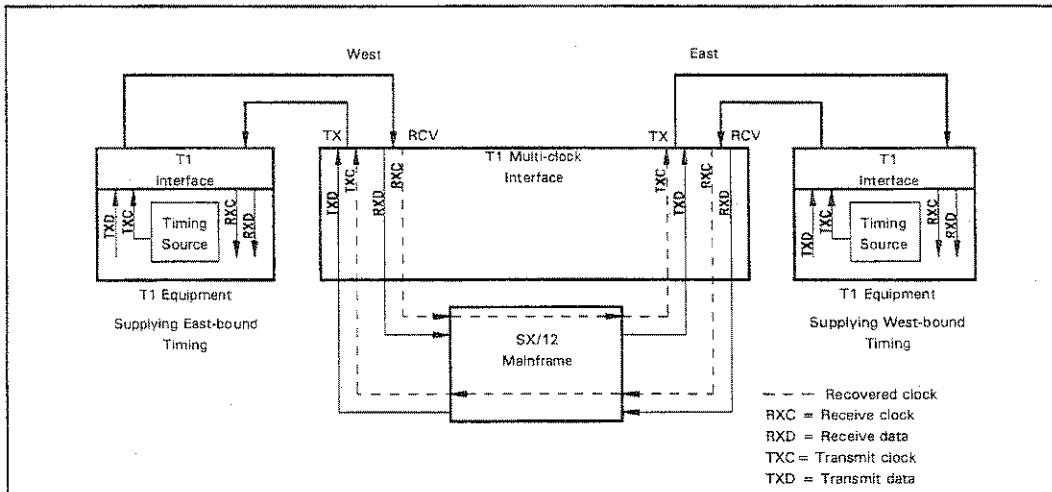 West
East
TX
RCV
TX
RCV
T1
Interface
T1 Multi-clock
Interface
T1
Interface
TXD
TXC
Timing
Source
RXC
RXD
TXD
TXC
RXD
RXC
TXC
TXD
RXC
RXD
TXD
TXC
Timing
Source
RXC
RXD
T1 Equipment
Supplying East-bound
Timing
SX/12
Mainframe
T1 Equipment
Supplying West-bound
Timing
Recovered clock
RXC = Receive clock
RXD = Receive data
TXC = Transmit clock
TXD = Transmit data